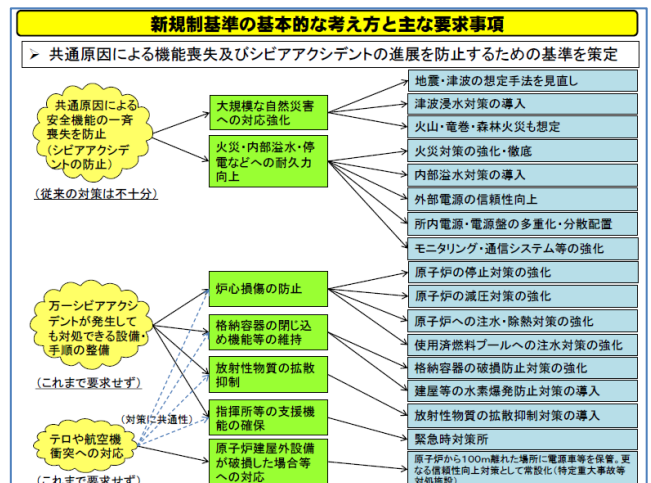 新規制基準の基本的な考え方と主な要求事項
➢ 共通原因による機能喪失及びシビアアクシデントの進展を防止するための基準を策定
共通原因による
安全機能の一斉
喪失を防止
(シビアアクシデ
ントの防止)
(従来の対策は不十分)
大規模な自然災害
への対応強化
火災・内部溢水・停
電などへの耐久力
向上
地震・津波の想定手法を見直し
津波浸水対策の導入
火山・竜巻・森林火災も想定
火災対策の強化・徹底
内部溢水対策の導入
外部電源の信頼性向上
所内電源・電源盤の多重化・分散配置
モニタリング・通信システム等の強化
万一シビアアクシ
デントが発生して
も対処できる設備・
手順の整備
(これまで要求せず)
炉心損傷の防止
格納容器の閉じ込
め機能等の維持
放射性物質の拡散
抑制
指揮所等の支援機
能の確保
原子炉の停止対策の強化
原子炉の減圧対策の強化
原子炉への注水・除熱対策の強化
使用済燃料プールへの注水対策の強化
格納容器の破損防止対策の強化
建屋等の水素爆発防止対策の導入
放射性物質の拡散抑制対策の導入
緊急時対策所
(対策に共通性)
テロや航空機
衝突への対応
(これまで要求せず)
原子炉建屋外設備
が破損した場合等
への対応
原子炉から100m離れた場所に電源車等を保管。更
なる信頼性向上対策として常設化(特定重大事故等
対処施設)